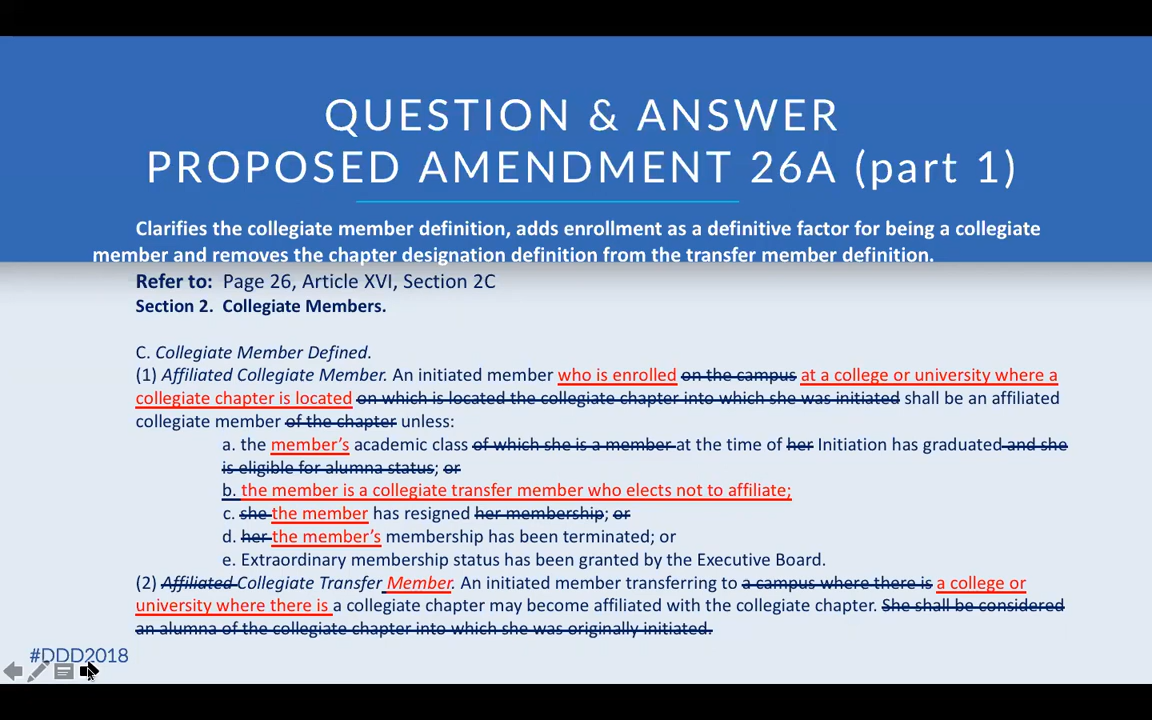 QUESTION & ANSWER
PROPOSED AMENDMENT 26A (part 1)
Clarifies the collegiate member definition, adds enrollment as a definitive factor for being a collegiate
member and removes the chapter designation definition from the transfer member definition.
Refer to: Page 26, Article XVI, Section 2C
Section 2. Collegiate Members.
C. Collegiate Member Defined.
(1) Affiliated Collegiate Member. An initiated member who is enrolled on the campus at a college or university where a
collegiate chapter is located on which is located the collegiate chapter into which she was initiated shall be an affiliated
collegiate member of the chapter unless:
a. the member's academic class of which she is a member at the time of her Initiation has graduated and she
is eligible for alumna status; or
b. the member is a collegiate transfer member who elects not to affiliate;
c. she the member has resigned her membership; or
d. her the member's membership has been terminated; or
e. Extraordinary membership status has been granted by the Executive Board.
(2) Affiliated Collegiate Transfer Member. An initiated member transferring to a campus where there is a college or
university where there is a collegiate chapter may become affiliated with the collegiate chapter. She shall be considered
an alumna of the collegiate chapter into which she was originally initiated.
#DDD2018